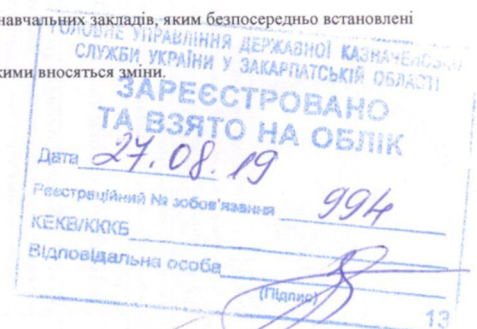 навчальних закладів, яким безпосередньо встановлені
кими вносяться зміни.
ГОЛОВНЕ УПРАВЛІННЯ ДЕРЖАВНОЇ КАЗНАЧЕЙСЬКО
СЛУЖБИ УКРАЇНИ У ЗАКАРПАТСЬКІЙ ОБЛАСТІ
ЗАРЕЄСТРОВАНО
ТА ВЗЯТО НА ОБЛІК
Дата 27.08.19
Реєстраційний № зобов'язання 994
КЕКВ/КККБ
Відповідальна особа
(Підпис)
13